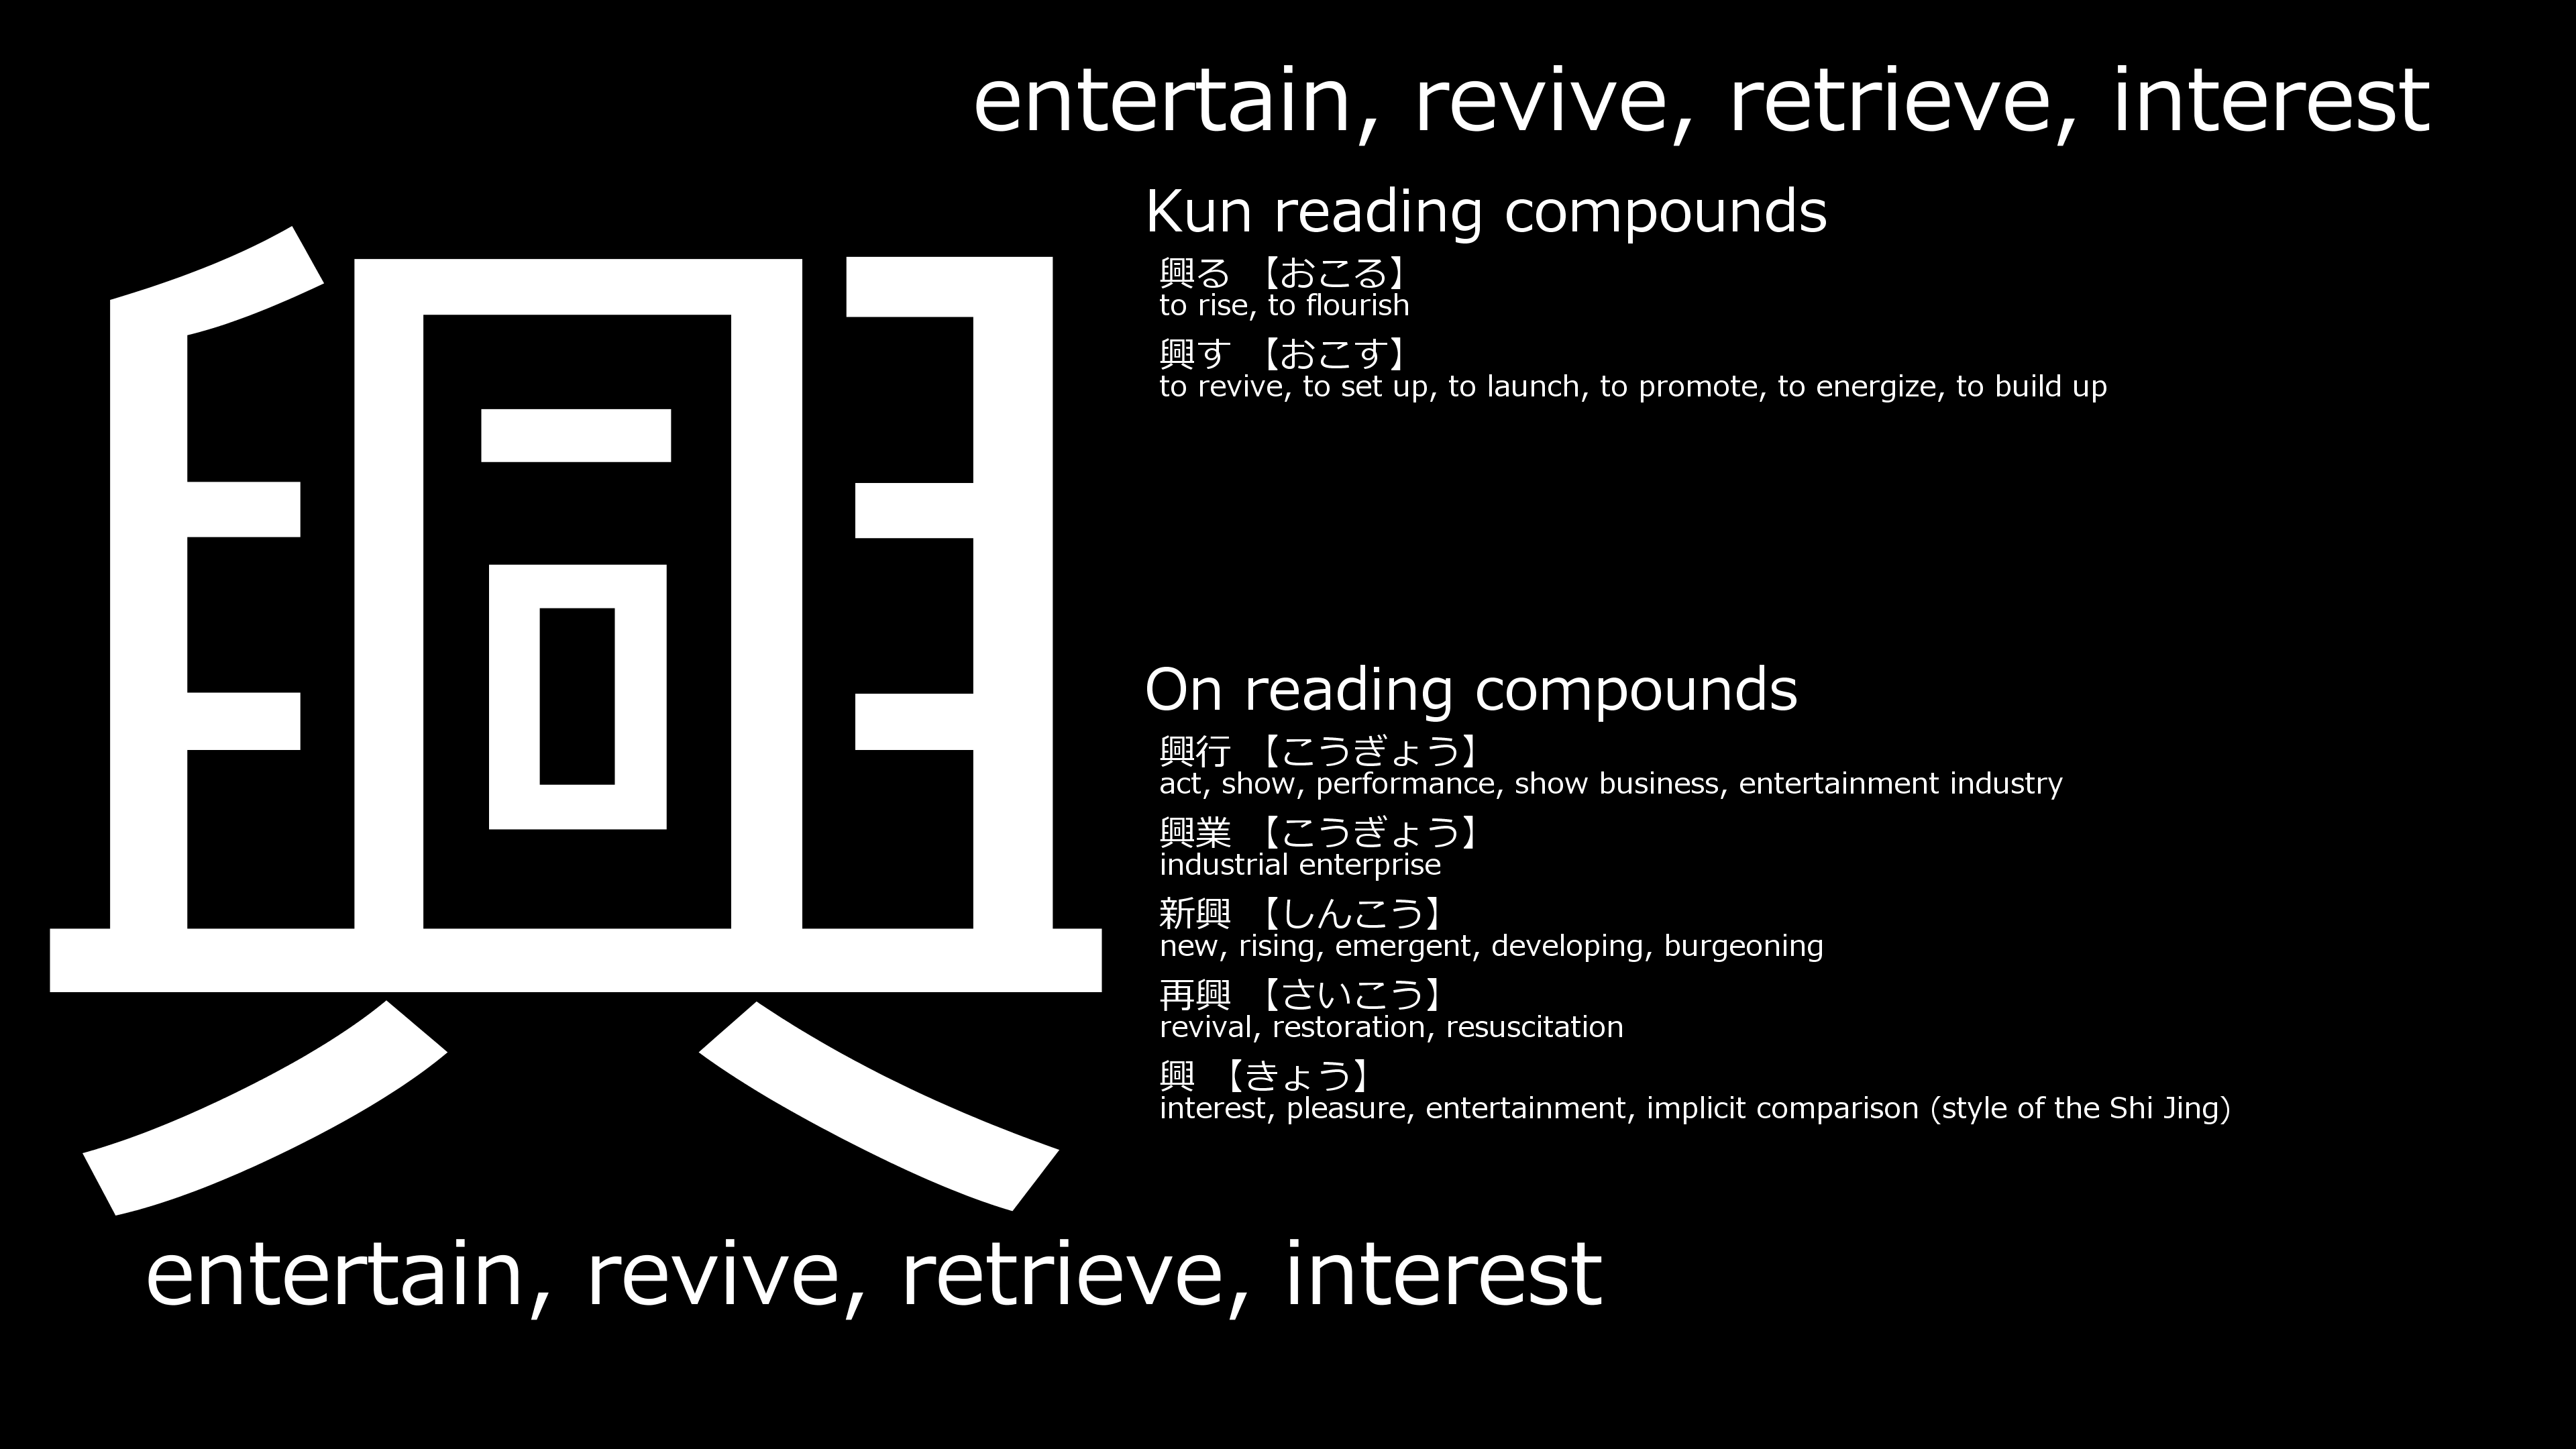 entertain, revive, retrieve, interest
興
Kun reading compounds
興る 【おこる】
to rise, to flourish
興す 【おこす】
to revive, to set up, to launch, to promote, to energize, to build up
On reading compounds
興行 【こうぎょう】
act, show, performance, show business, entertainment industry
興業 【こうぎょう】
industrial enterprise
新興 【しんこう】
new, rising, emergent, developing, burgeoning
再興 【さいこう】
revival, restoration, resuscitation
興 【きょう】
interest, pleasure, entertainment, implicit comparison (style of the Shi Jing)
entertain, revive, retrieve, interest